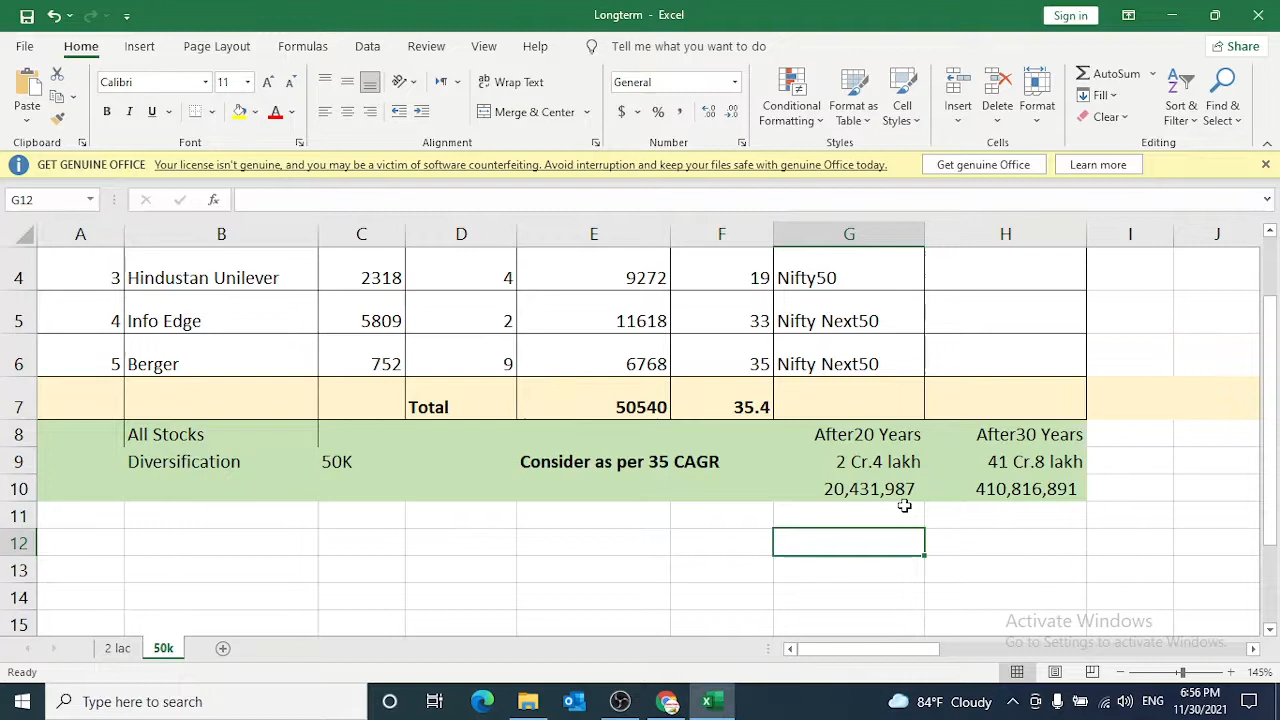 Longterm - Excel
Sign in
File Home Insert Page Layout Formulas Data Review View Help Tell me what you want to do Share
Calibri 11 Wrap Text General
Paste B I U Merge & Center $ % , Conditional Formatting Format as Table Cell Styles Insert Delete Format AutoSum Fill Clear Sort & Filter Find & Select
Clipboard Font Alignment Number Styles Cells Editing
GET GENUINE OFFICE Your license isn't genuine, and you may be a victim of software counterfeiting. Avoid interruption and keep your files safe with genuine Office today. Get genuine Office Learn more
G12 fx
A B C D E F G H I J
4 3 Hindustan Unilever 2318 4 9272 19 Nifty50
5 4 Info Edge 5809 2 11618 33 Nifty Next50
6 5 Berger 752 9 6768 35 Nifty Next50
7 Total 50540 35.4
8 All Stocks After20 Years After30 Years
9 Diversification 50K Consider as per 35 CAGR 2 Cr.4 lakh 41 Cr.8 lakh
10 20,431,987 410,816,891
11
12
13
14
15
Activate Windows
Go to Settings to activate Windows.
2 lac 50k
Ready 145%
Type here to search 84°F Cloudy ENG 6:56 PM
11/30/2021